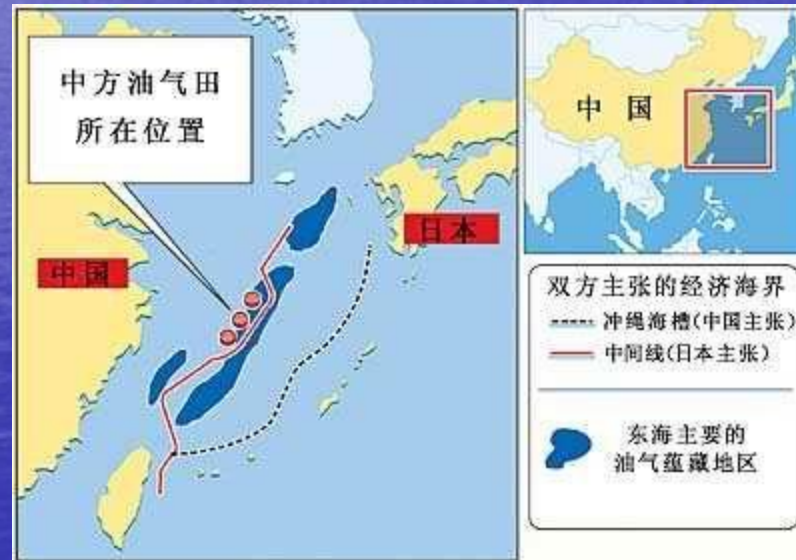 中方油气田
所在位置
中国
日本
中国
双方主张的经济海界
冲绳海槽(中国主张)
中间线(日本主张)
东海主要的
油气蕴藏地区